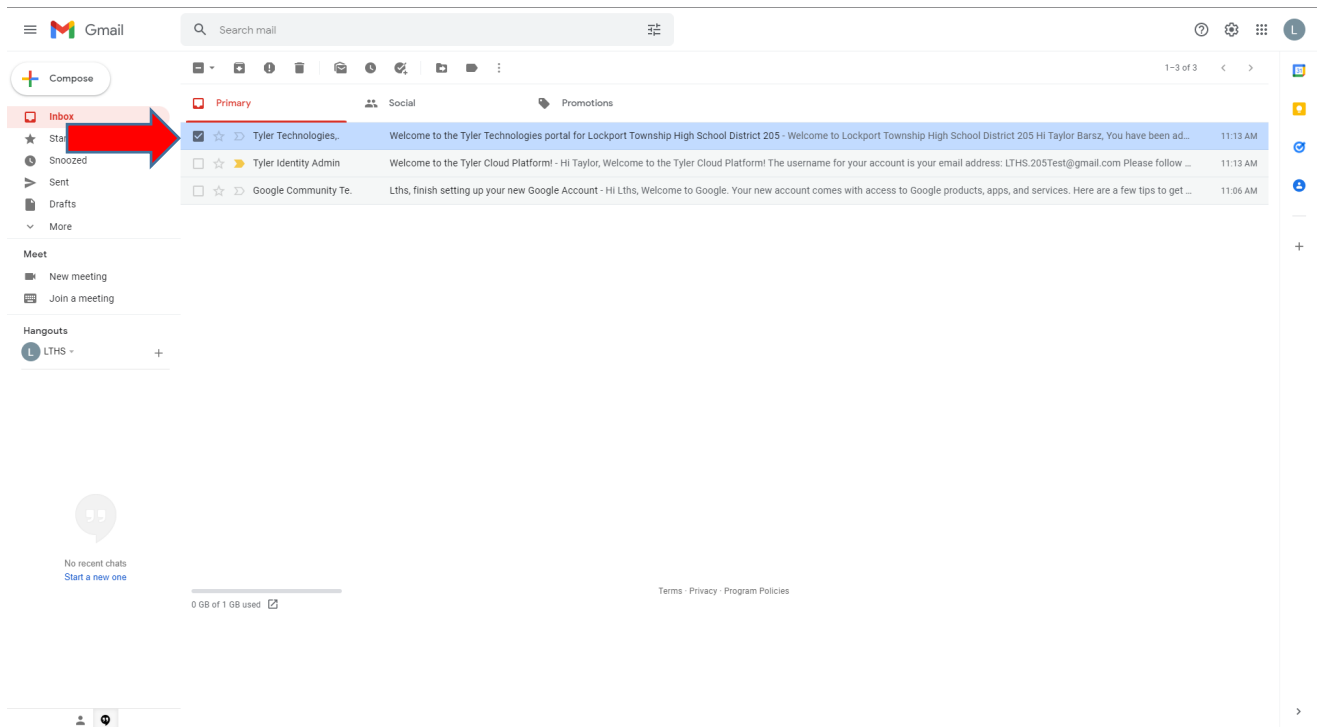 Gmail
Search mail
Compose
1–3 of 3
Inbox
Primary
Social
Promotions
Tyler Technologies,.
Welcome to the Tyler Technologies portal for Lockport Township High School District 205 - Welcome to Lockport Township High School District 205 Hi Taylor Barsz, You have been ad...
11:13 AM
Snoozed
Tyler Identity Admin
Welcome to the Tyler Cloud Platform! - Hi Taylor, Welcome to the Tyler Cloud Platform! The username for your account is your email address: LTHS.205Test@gmail.com Please follow ...
11:13 AM
Sent
Google Community Te.
Lths, finish setting up your new Google Account - Hi Lths, Welcome to Google. Your new account comes with access to Google products, apps, and services. Here are a few tips to get ...
11:06 AM
Drafts
More
Meet
New meeting
Join a meeting
Hangouts
L LTHS
No recent chats
Start a new one
Terms · Privacy · Program Policies
0 GB of 1 GB used
L
31